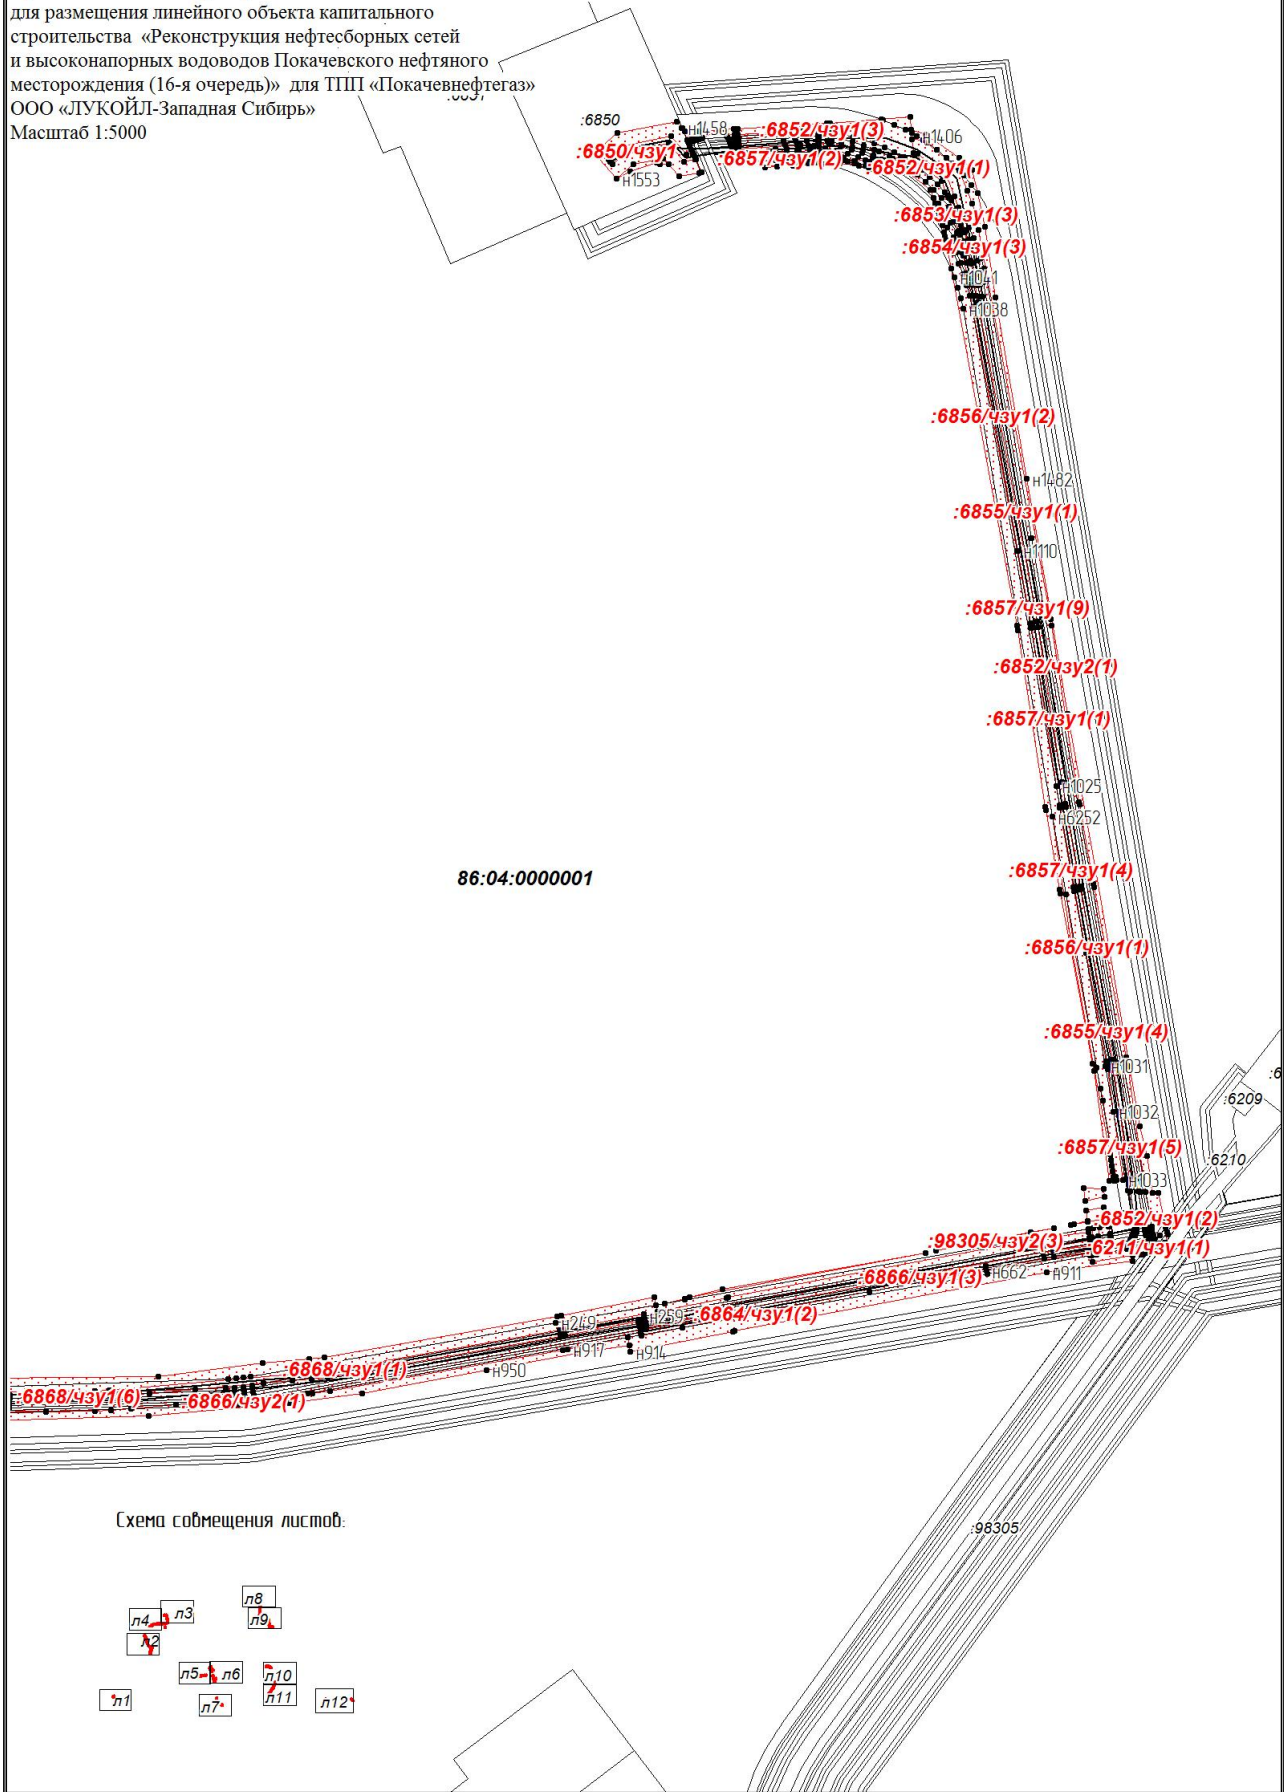 для размещения линейного объекта капитального
строительства «Реконструкция нефтесборных сетей
и высоконапорных водоводов Покачевского нефтяного
месторождения (16-я очередь)» для ТПП «Покачевнефтегаз»
ООО «ЛУКОЙЛ-Западная Сибирь»
Масштаб 1:5000
:6850
н1458
:6852/чзу1(3)
н1406
:6850/чзу1
:6857/чзу1(2)
:6852/чзу1(1)
н1553
:6853/чзу1(3)
:6854/чзу1(3)
н1041
н1038
:6856/чзу1(2)
н1482
:6855/чзу1(1)
н1110
:6857/чзу1(9)
:6852/чзу2(1)
:6857/чзу1(1)
н1025
н6252
:6857/чзу1(4)
86:04:0000001
:6856/чзу1(1)
:6855/чзу1(4)
н1031
:6
:6209
н1032
:6857/чзу1(5)
:6210
н1033
:6852/чзу1(2)
:98305/чзу2(3)
:6211/чзу1(1)
н662
н911
:6866/чзу1(3)
:6864/чзу1(2)
н259
н249
н917
н914
н950
:6868/чзу1(1)
:6868/чзу1(6)
:6866/чзу2(1)
Схема совмещения листов:
:98305
л8
л4
л3
л9
л2
л5
л6
л10
л1
л7
л11
л12